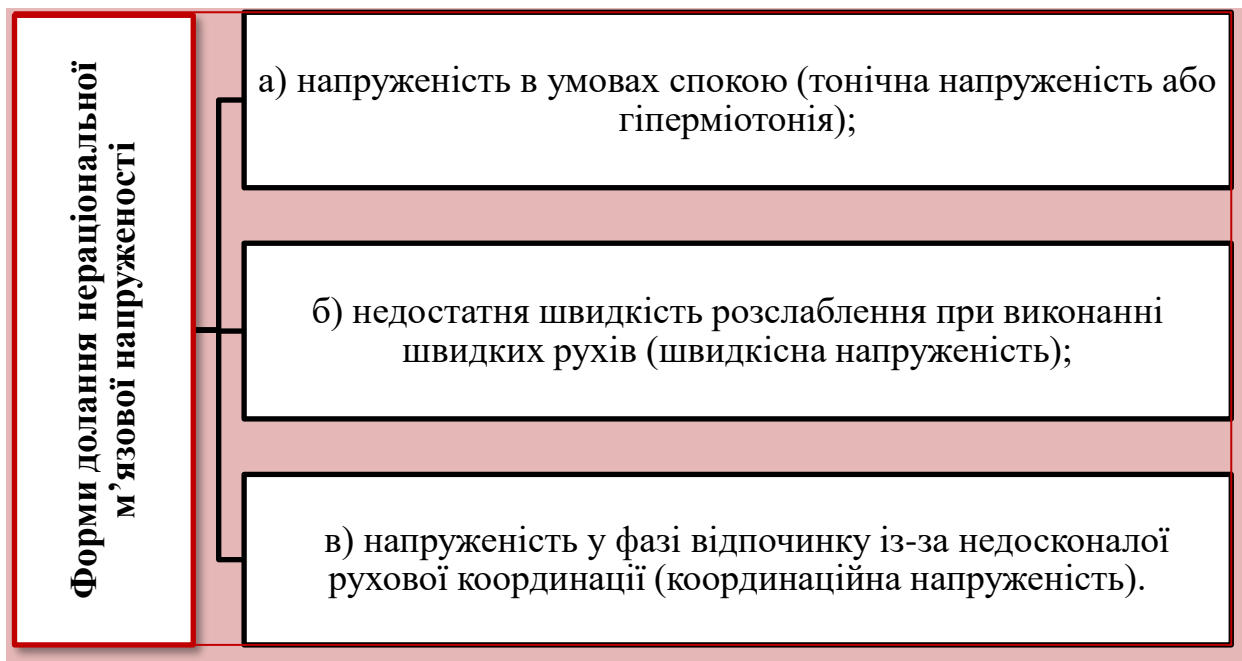 Форми долання нераціональної
м’язової напруженості
а) напруженість в умовах спокою (тонічна напруженість або
гіперміотонія);
б) недостатня швидкість розслаблення при виконанні
швидких рухів (швидкісна напруженість);
в) напруженість у фазі відпочинку із-за недосконалої
рухової координації (координаційна напруженість).